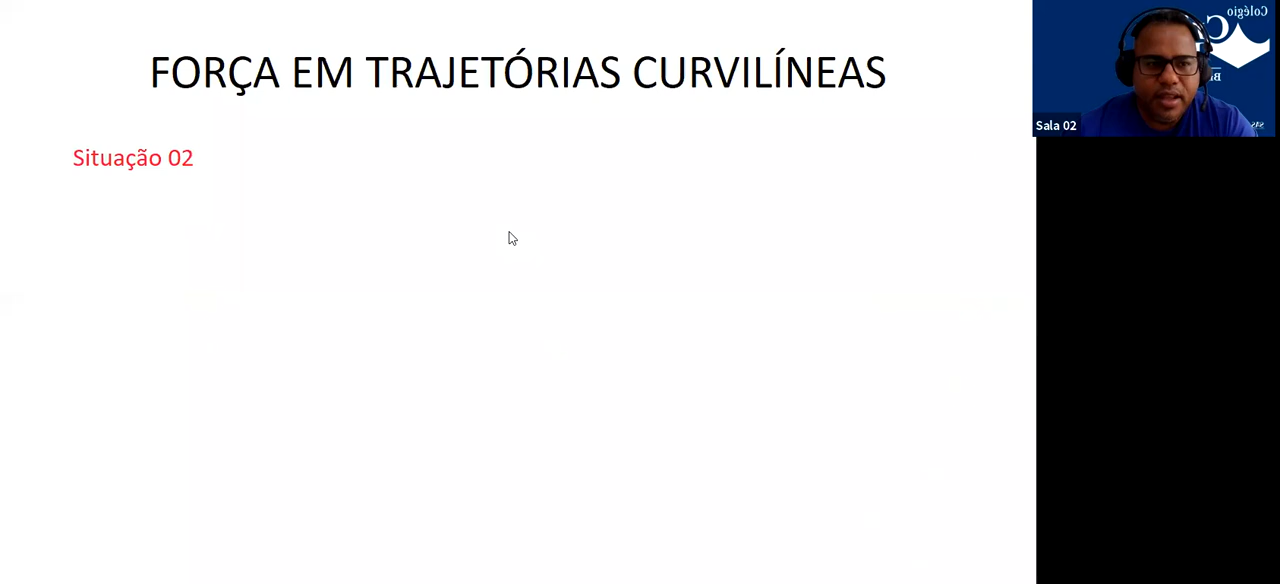 FORÇA EM TRAJETÓRIAS CURVILÍNEAS
Situação 02
Colégio
Sala 02